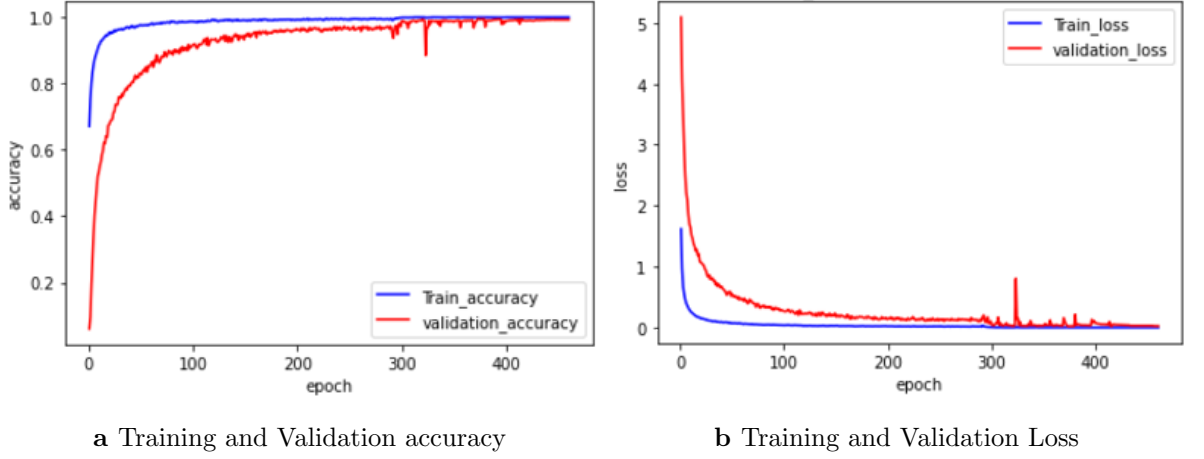 1.0
0.8
0.6
0.4
0.2
accuracy
0
100
200
300
400
epoch
Train_accuracy
validation_accuracy
5
4
3
2
1
0
loss
0
100
200
300
400
epoch
Train_loss
validation_loss
a Training and Validation accuracy
b Training and Validation Loss